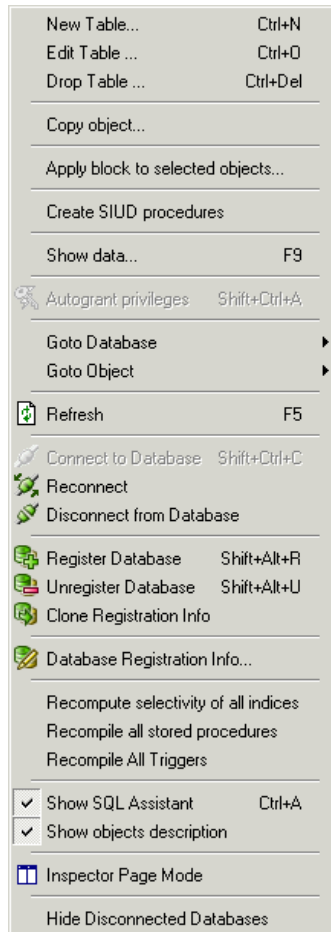 New Table... Ctrl+N
Edit Table ... Ctrl+O
Drop Table ... Ctrl+Del
Copy object...
Apply block to selected objects...
Create SIUD procedures
Show data... F9
Autogrant privileges Shift+Ctrl+A
Goto Database
Goto Object
Refresh F5
Connect to Database Shift+Ctrl+C
Reconnect
Disconnect from Database
Register Database Shift+Alt+R
Unregister Database Shift+Alt+U
Clone Registration Info
Database Registration Info...
Recompute selectivity of all indices
Recompile all stored procedures
Recompile All Triggers
Show SQL Assistant Ctrl+A
Show objects description
Inspector Page Mode
Hide Disconnected Databases